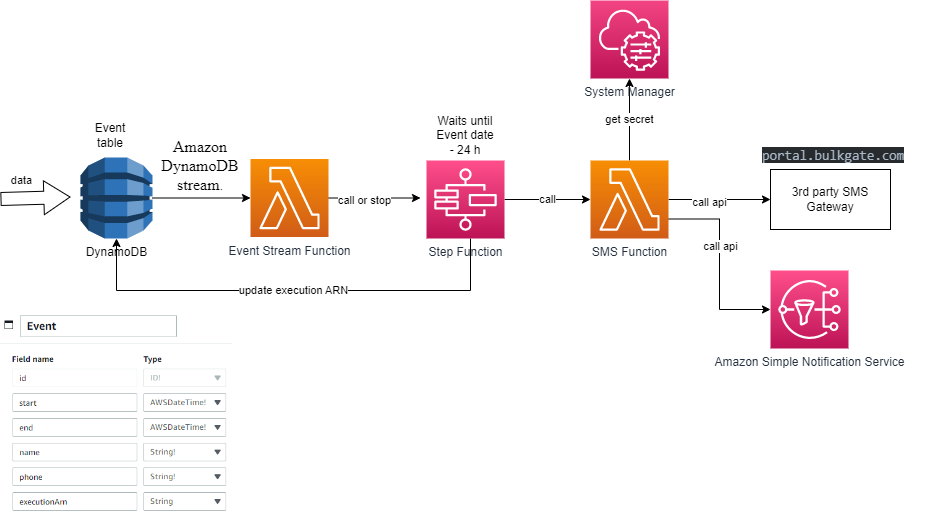 System Manager
get secret
Waits until
Event date
- 24 h
Event
table
Amazon
DynamoDB
stream.
portal.bulkgate.com
data
call or stop
call
call api
3rd party SMS
Gateway
DynamoDB
Event Stream Function
Step Function
SMS Function
call api
update execution ARN
Amazon Simple Notification Service
Event
Field name Type
id ID!
start AWSDateTime!
end AWSDateTime!
name String!
phone String!
executionArn String